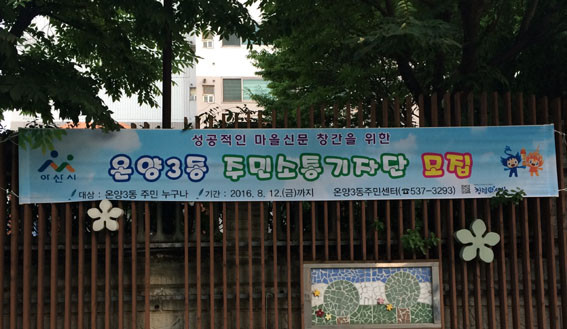 성공적인 마을신문 창간을 위한
아산시
온양3동 주민소통기자단 모집
대상 : 온양3동 주민 누구나 기간 : 2016. 8. 12.(금)까지 온양3동주민센터(☎537-3293)